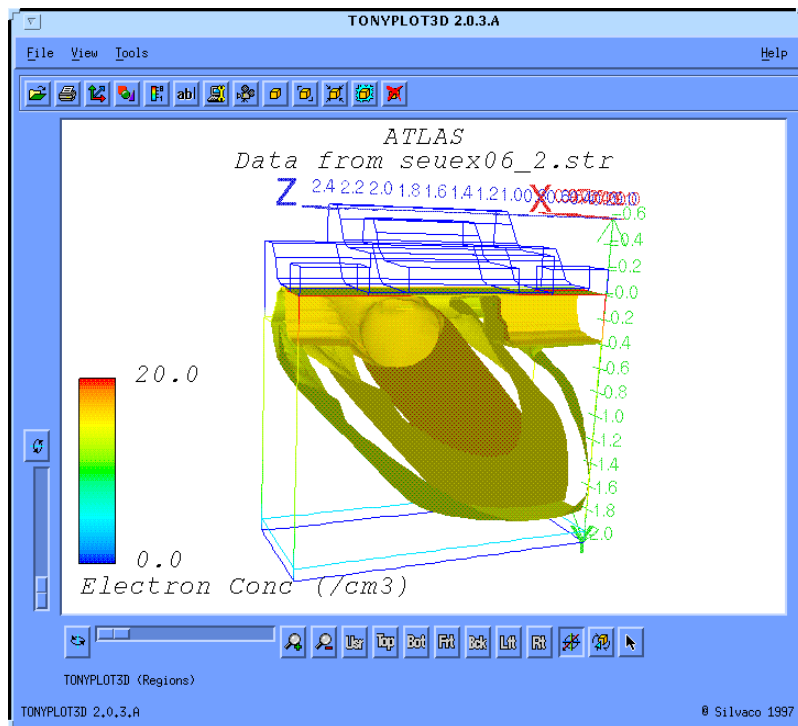 TONYPLOT3D 2.0.3.A
File View Tools Help
abl
ATLAS
Data from seuex06_2.str
Z 2.4 2.2 2.0 1.8 1.6 1.4 1.2 1.0 X
-0.6
-0.4
-0.2
0.0
0.2
0.4
0.6
0.8
1.0
1.2
1.4
1.6
1.8
2.0
Y
20.0
0.0
Electron Conc (/cm3)
Usr Top Bot Frt Bck Lft Rt
TONYPLOT3D (Regions)
TONYPLOT3D 2.0.3.A © Silvaco 1997